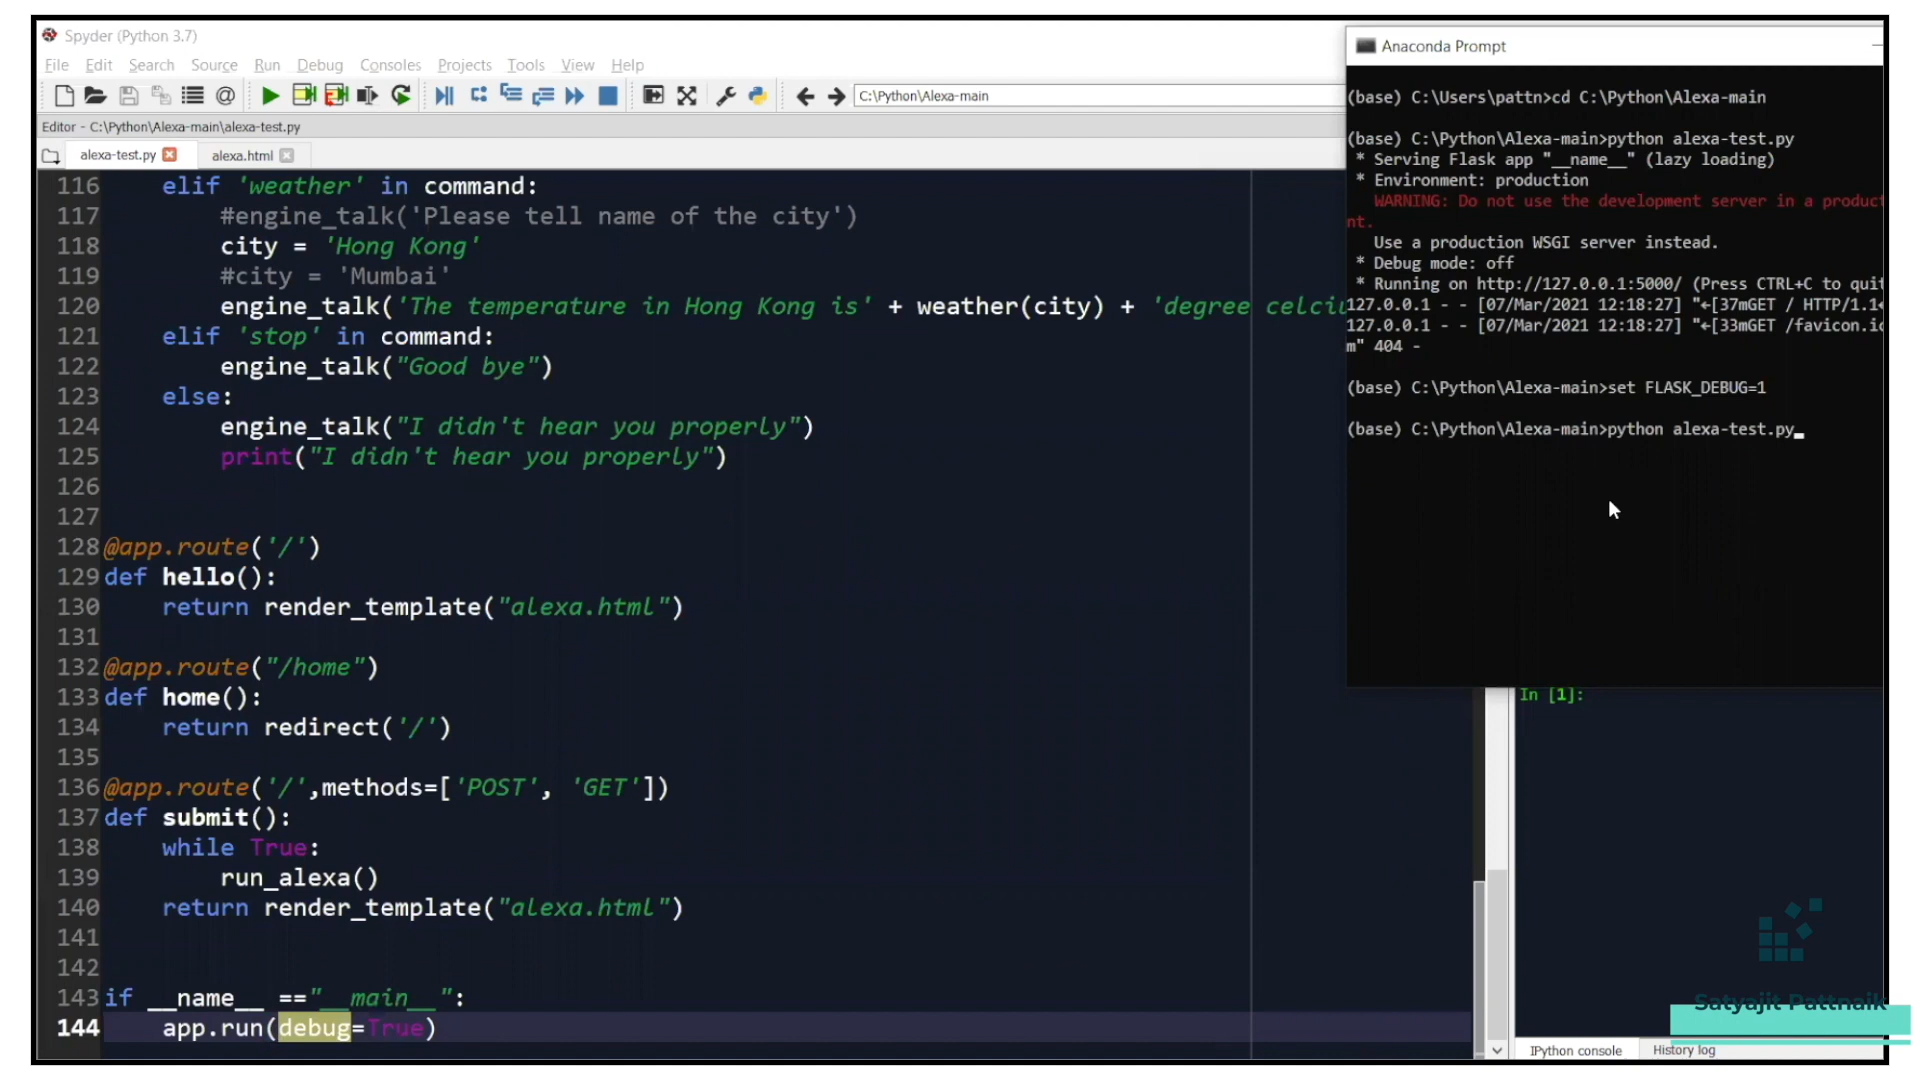 Spyder (Python 3.7)
File Edit Search Source Run Debug Consoles Projects Tools View Help
C:\Python\Alexa-main
Editor - C:\Python\Alexa-main\alexa-test.py
alexa-test.py alexa.html
116 elif 'weather' in command:
117 #engine_talk('Please tell name of the city')
118 city = 'Hong Kong'
119 #city = 'Mumbai'
120 engine_talk('The temperature in Hong Kong is' + weather(city) + 'degree celciu
121 elif 'stop' in command:
122 engine_talk("Good bye")
123 else:
124 engine_talk("I didn't hear you properly")
125 print("I didn't hear you properly")
126
127
128 @app.route('/')
129 def hello():
130 return render_template("alexa.html")
131
132 @app.route("/home")
133 def home():
134 return redirect('/')
135
136 @app.route('/',methods=['POST', 'GET'])
137 def submit():
138 while True:
139 run_alexa()
140 return render_template("alexa.html")
141
142
143 if __name__ =="__main__":
144 app.run(debug=True)
Anaconda Prompt
(base) C:\Users\pattn>cd C:\Python\Alexa-main
(base) C:\Python\Alexa-main>python alexa-test.py
* Serving Flask app "__name__" (lazy loading)
* Environment: production
WARNING: Do not use the development server in a product
nt.
Use a production WSGI server instead.
* Debug mode: off
* Running on http://127.0.0.1:5000/ (Press CTRL+C to quit
127.0.0.1 - - [07/Mar/2021 12:18:27] "←[37mGET / HTTP/1.1←
127.0.0.1 - - [07/Mar/2021 12:18:27] "←[33mGET /favicon.ic
m" 404 -
(base) C:\Python\Alexa-main>set FLASK_DEBUG=1
(base) C:\Python\Alexa-main>python alexa-test.py
In [1]:
Satyajit Pattnaik
IPython console History log